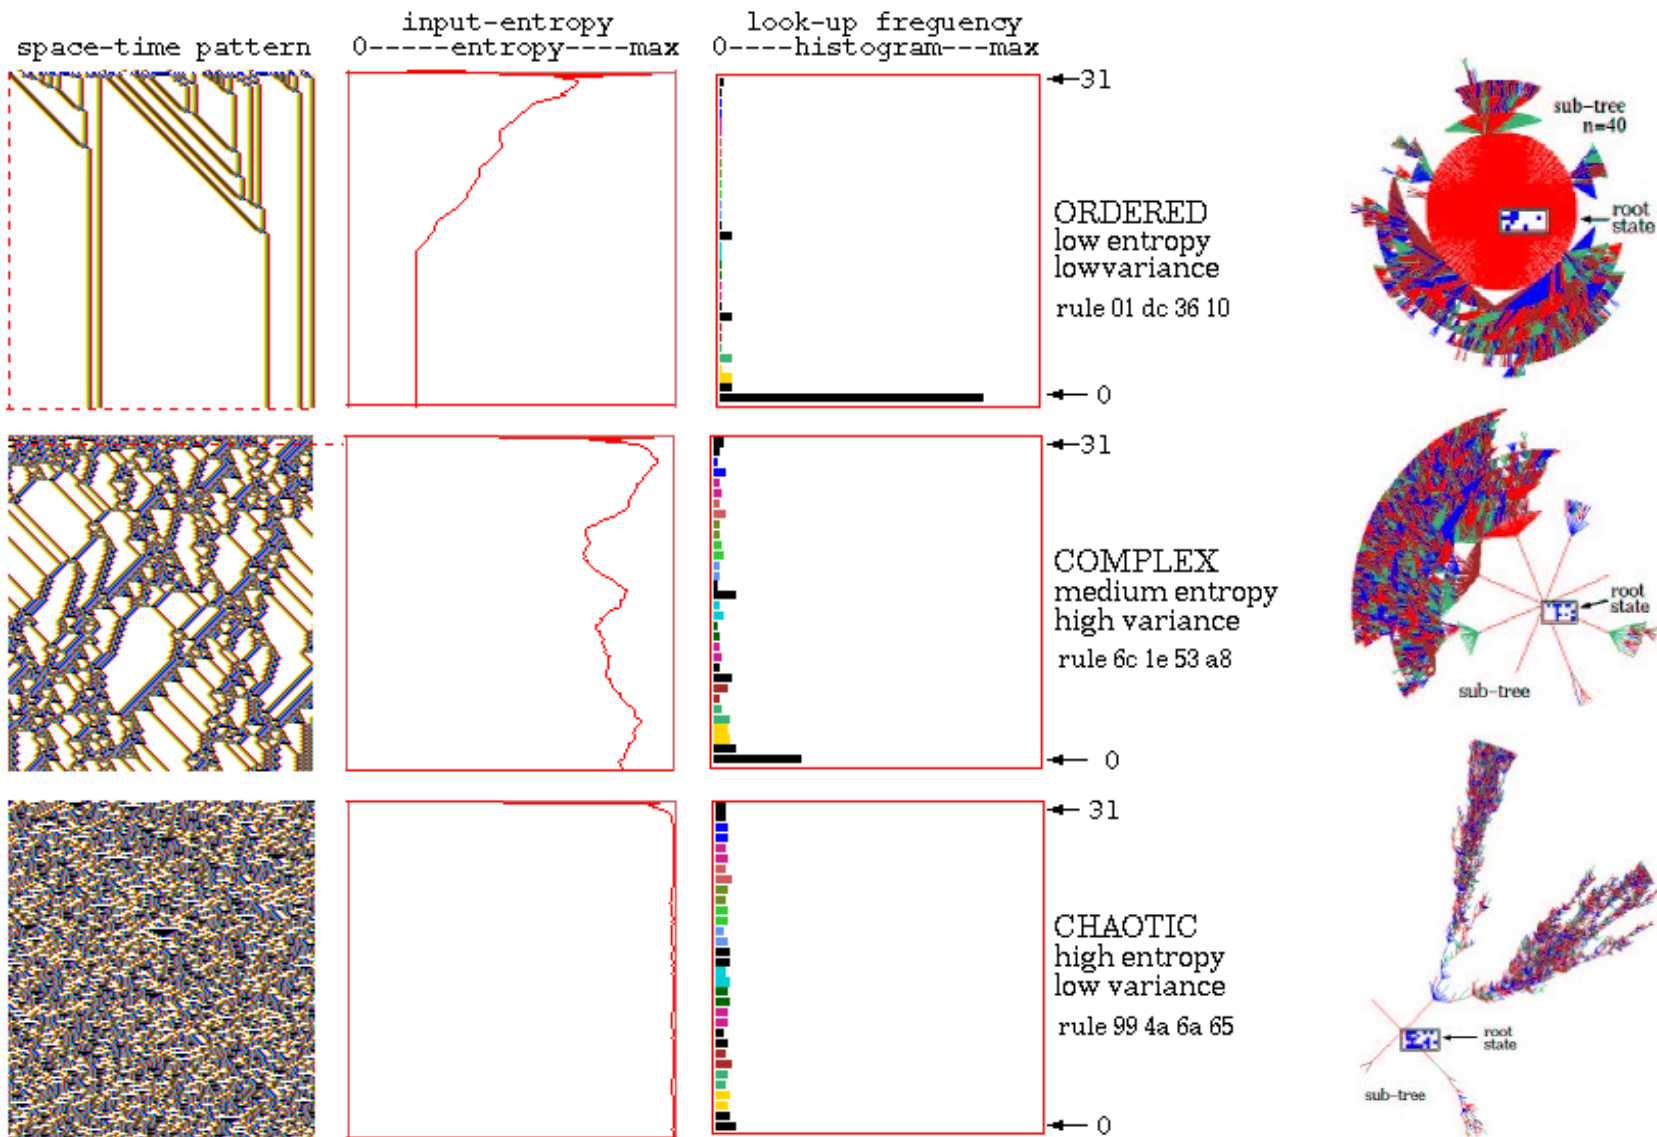 input-entropy
look-up freguency
space-time pattern
0-----entropy----max
0----histogram---max
31
sub-tree
n=40
ORDERED
low entropy
lowvariance
root
state
rule 01 dc 36 10
0
31
COMPLEX
medium entropy
high variance
root
state
rule 6c 1e 53 a8
sub-tree
0
31
CHAOTIC
high entropy
low variance
rule 99 4a 6a 65
root
state
sub-tree
0